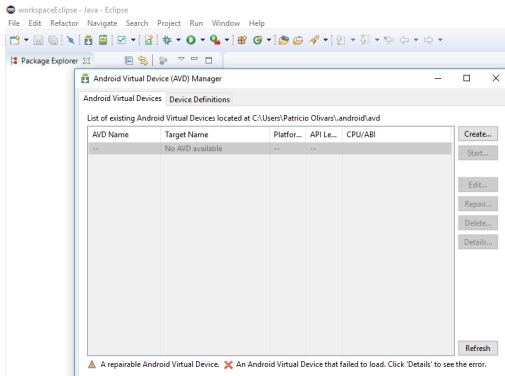 workspaceEclipse - Java - Eclipse
File Edit Refactor Navigate Search Project Run Window Help
Package Explorer
Android Virtual Device (AVD) Manager
Android Virtual Devices Device Definitions
List of existing Android Virtual Devices located at C:\Users\Patricio Olivars\.android\avd
AVD Name Target Name Platfor... API Le... CPU/ABI
-- No AVD available -- --
Create...
Start...
Edit...
Repair...
Delete...
Details...
Refresh
A repairable Android Virtual Device. An Android Virtual Device that failed to load. Click 'Details' to see the error.